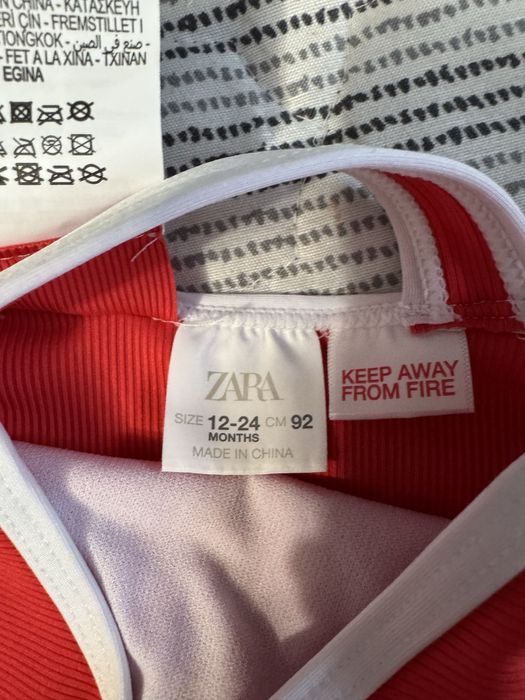 N CHINA - ΚΑΤΑΣΚΕΥΗ
ERİ ÇİN - FREMSTILLET I
TIONGKOK - صنع في الصين -
- FET A LA XINA - TXINAN
EGINA
ZARA
SIZE 12-24 CM 92
MONTHS
MADE IN CHINA
KEEP AWAY
FROM FIRE